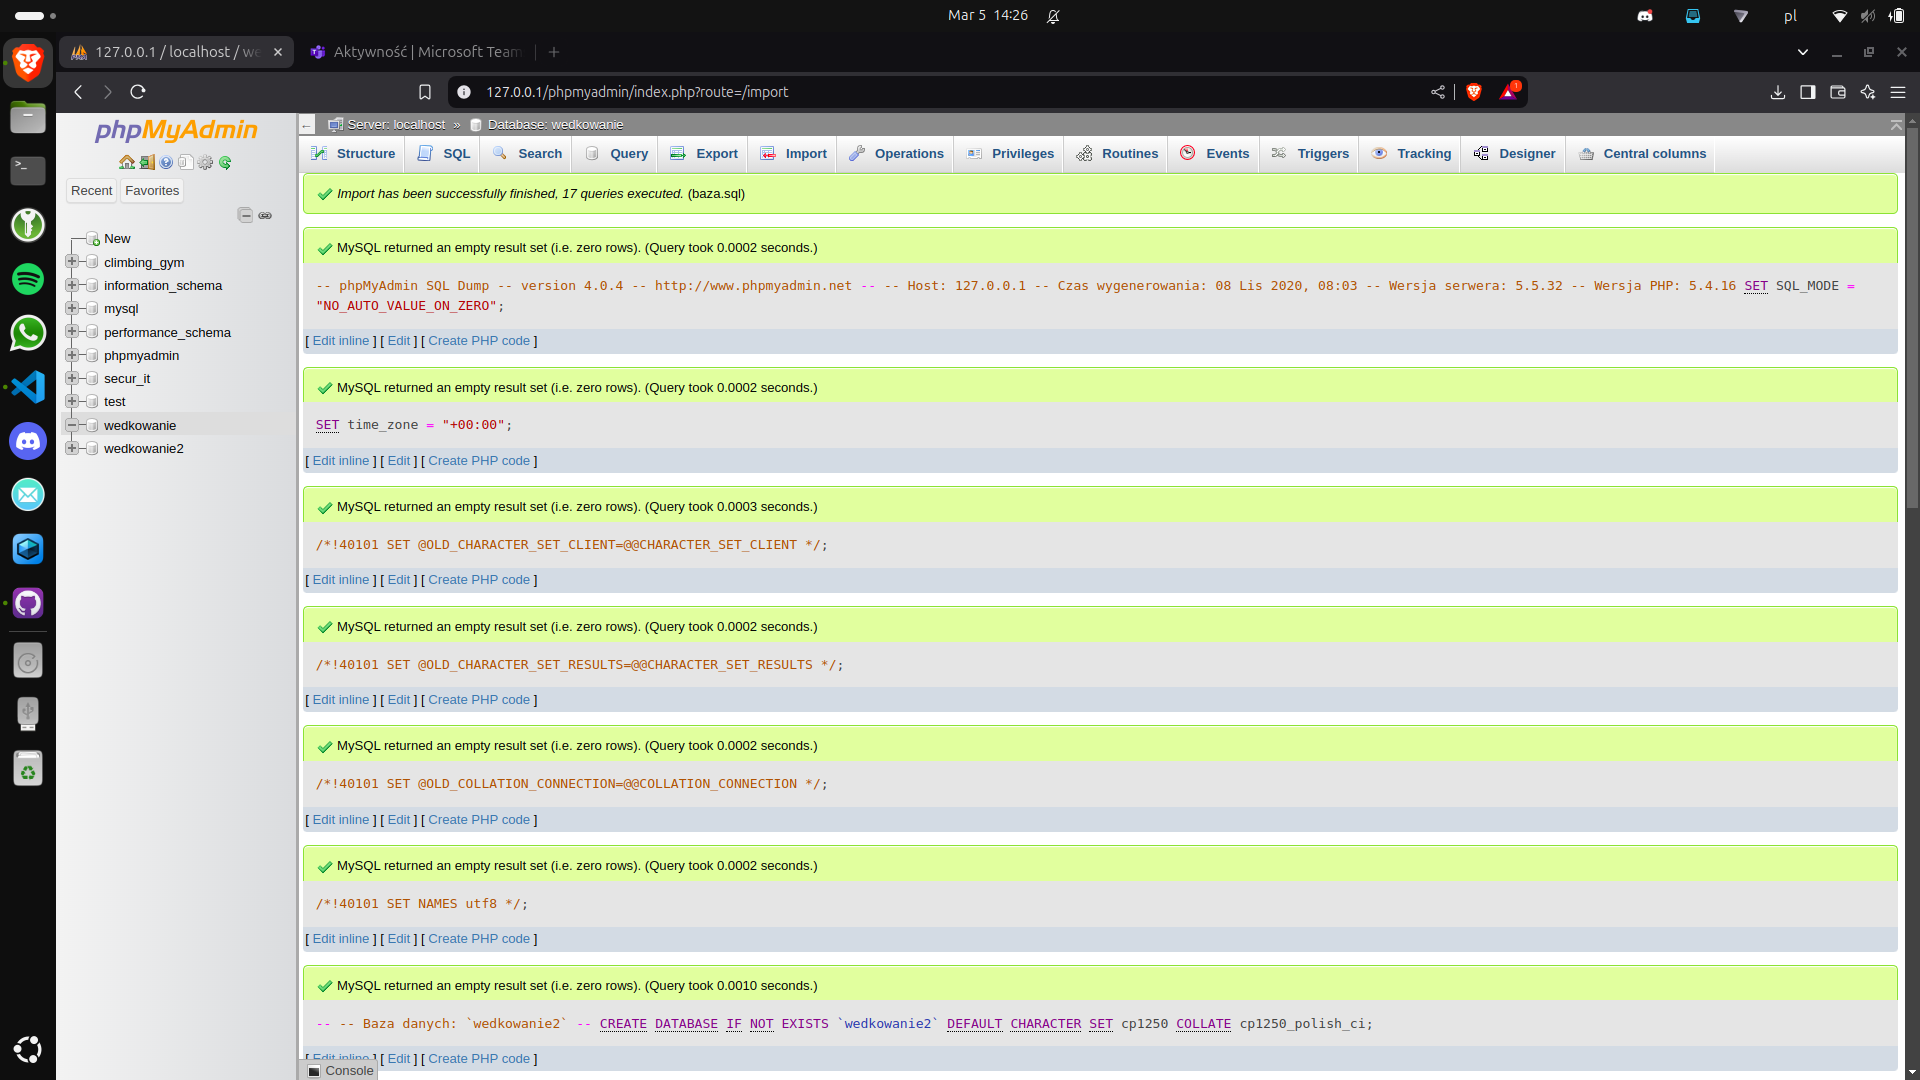 Mar 5 14:26
pl
127.0.0.1 / localhost / we
Aktywność | Microsoft Team
127.0.0.1/phpmyadmin/index.php?route=/import
1
phpMyAdmin
Recent
Favorites
New
climbing_gym
information_schema
mysql
performance_schema
phpmyadmin
secur_it
test
wedkowanie
wedkowanie2
Server: localhost » Database: wedkowanie
Structure SQL Search Query Export Import Operations Privileges Routines Events Triggers Tracking Designer Central columns
Import has been successfully finished, 17 queries executed. (baza.sql)
MySQL returned an empty result set (i.e. zero rows). (Query took 0.0002 seconds.)
-- phpMyAdmin SQL Dump -- version 4.0.4 -- http://www.phpmyadmin.net -- -- Host: 127.0.0.1 -- Czas wygenerowania: 08 Lis 2020, 08:03 -- Wersja serwera: 5.5.32 -- Wersja PHP: 5.4.16 SET SQL_MODE =
"NO_AUTO_VALUE_ON_ZERO";
[ Edit inline ] [ Edit ] [ Create PHP code ]
MySQL returned an empty result set (i.e. zero rows). (Query took 0.0002 seconds.)
SET time_zone = "+00:00";
[ Edit inline ] [ Edit ] [ Create PHP code ]
MySQL returned an empty result set (i.e. zero rows). (Query took 0.0003 seconds.)
/*!40101 SET @OLD_CHARACTER_SET_CLIENT=@@CHARACTER_SET_CLIENT */;
[ Edit inline ] [ Edit ] [ Create PHP code ]
MySQL returned an empty result set (i.e. zero rows). (Query took 0.0002 seconds.)
/*!40101 SET @OLD_CHARACTER_SET_RESULTS=@@CHARACTER_SET_RESULTS */;
[ Edit inline ] [ Edit ] [ Create PHP code ]
MySQL returned an empty result set (i.e. zero rows). (Query took 0.0002 seconds.)
/*!40101 SET @OLD_COLLATION_CONNECTION=@@COLLATION_CONNECTION */;
[ Edit inline ] [ Edit ] [ Create PHP code ]
MySQL returned an empty result set (i.e. zero rows). (Query took 0.0002 seconds.)
/*!40101 SET NAMES utf8 */;
[ Edit inline ] [ Edit ] [ Create PHP code ]
MySQL returned an empty result set (i.e. zero rows). (Query took 0.0010 seconds.)
-- -- Baza danych: `wedkowanie2` -- CREATE DATABASE IF NOT EXISTS `wedkowanie2` DEFAULT CHARACTER SET cp1250 COLLATE cp1250_polish_ci;
[ Edit inline ] [ Edit ] [ Create PHP code ]
Console